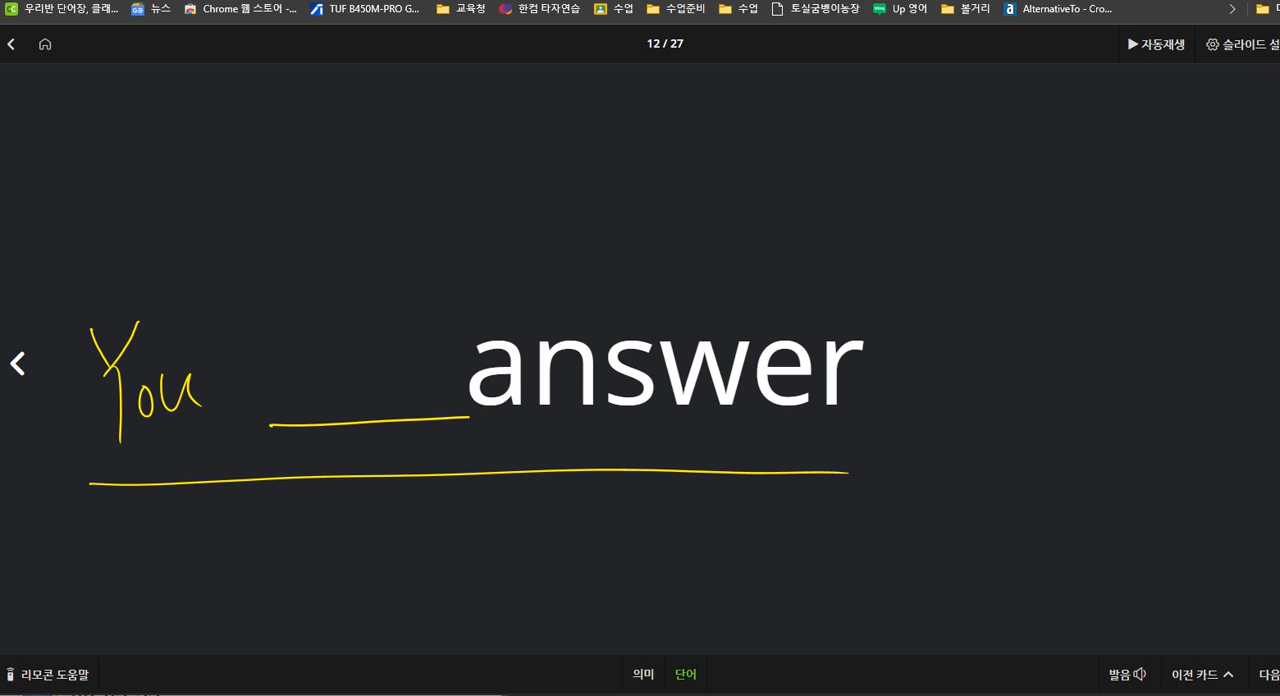 우리반 단어장, 클래... 뉴스 Chrome 웹 스토어 -... TUF B450M-PRO G... 교육청 한컴 타자연습 수업 수업준비 수업 토실굼벵이농장 Up 영어 볼거리 AlternativeTo - Cro...
12 / 27 자동재생 슬라이드 설
You answer
리모콘 도움말 의미 단어 발음 이전 카드 다음